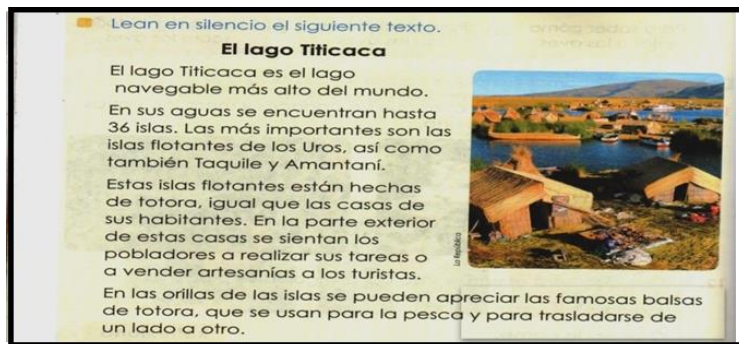 Lean en silencio el siguiente texto.
El lago Titicaca
El lago Titicaca es el lago
navegable más alto del mundo.
En sus aguas se encuentran hasta
36 islas. Las más importantes son las
islas flotantes de los Uros, así como
también Taquile y Amantaní.
Estas islas flotantes están hechas
de totora, igual que las casas de
sus habitantes. En la parte exterior
de estas casas se sientan los
pobladores a realizar sus tareas o
a vender artesanías a los turistas.
La República
En las orillas de las islas se pueden apreciar las famosas balsas
de totora, que se usan para la pesca y para trasladarse de
un lado a otro.